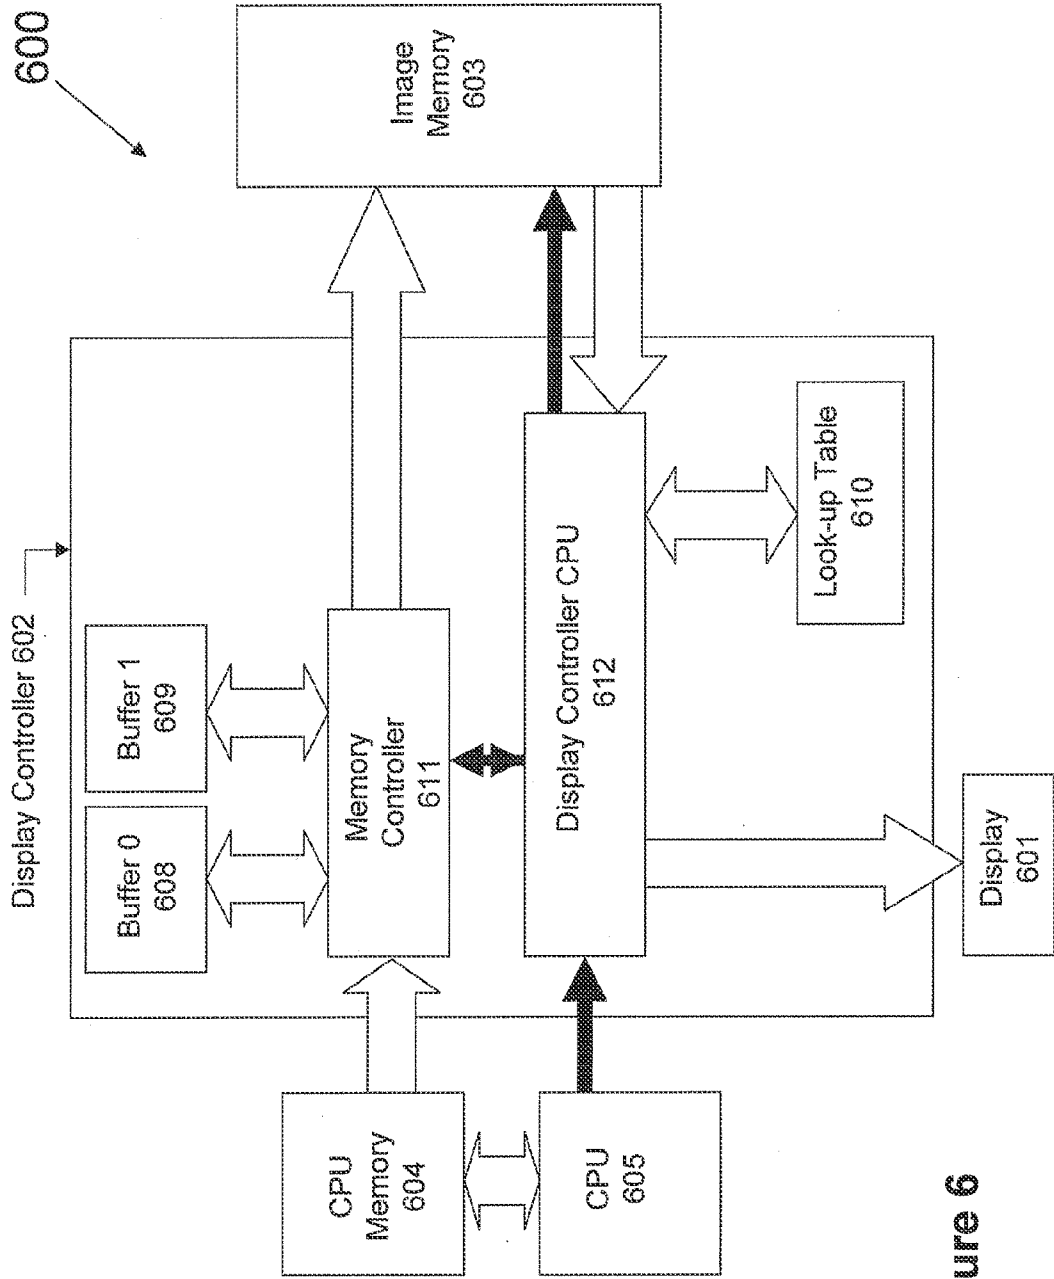 600
Display Controller 602
Buffer 0
608
Buffer 1
609
CPU
Memory
604
Memory
Controller
611
Image
Memory
603
CPU
605
Display Controller CPU
612
Look-up Table
610
Display
601
ure 6